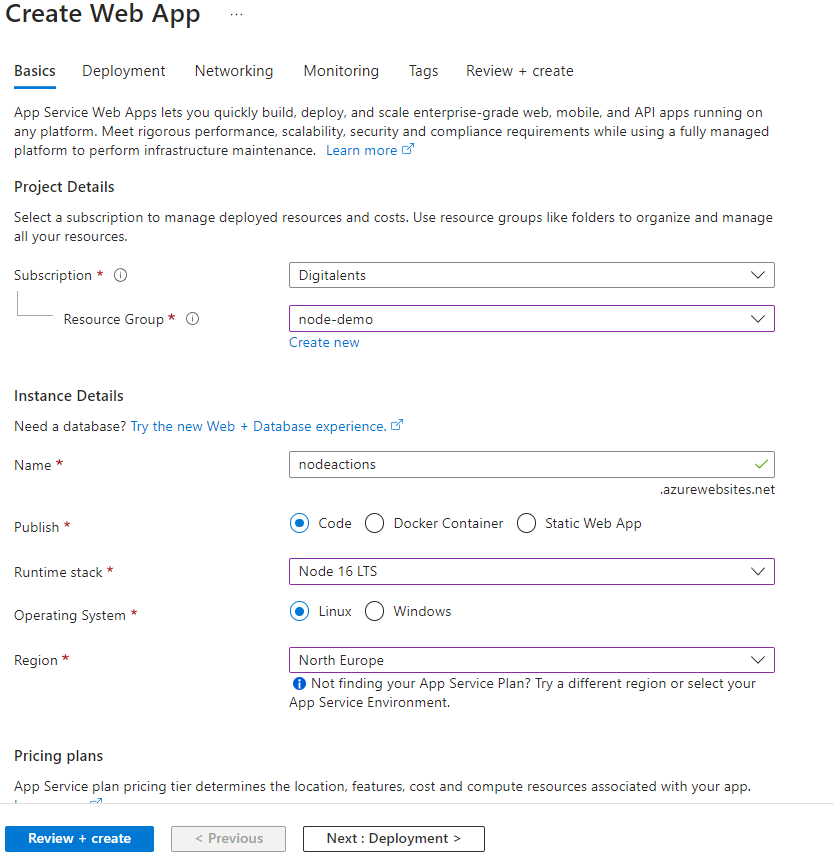 Create Web App ...
Basics Deployment Networking Monitoring Tags Review + create
App Service Web Apps lets you quickly build, deploy, and scale enterprise-grade web, mobile, and API apps running on
any platform. Meet rigorous performance, scalability, security and compliance requirements while using a fully managed
platform to perform infrastructure maintenance. Learn more
Project Details
Select a subscription to manage deployed resources and costs. Use resource groups like folders to organize and manage
all your resources.
Subscription * Digitalents
Resource Group * node-demo
Create new
Instance Details
Need a database? Try the new Web + Database experience.
Name * nodeactions
.azurewebsites.net
Publish * Code Docker Container Static Web App
Runtime stack * Node 16 LTS
Operating System * Linux Windows
Region * North Europe
Not finding your App Service Plan? Try a different region or select your
App Service Environment.
Pricing plans
App Service plan pricing tier determines the location, features, cost and compute resources associated with your app.
Review + create < Previous Next : Deployment >